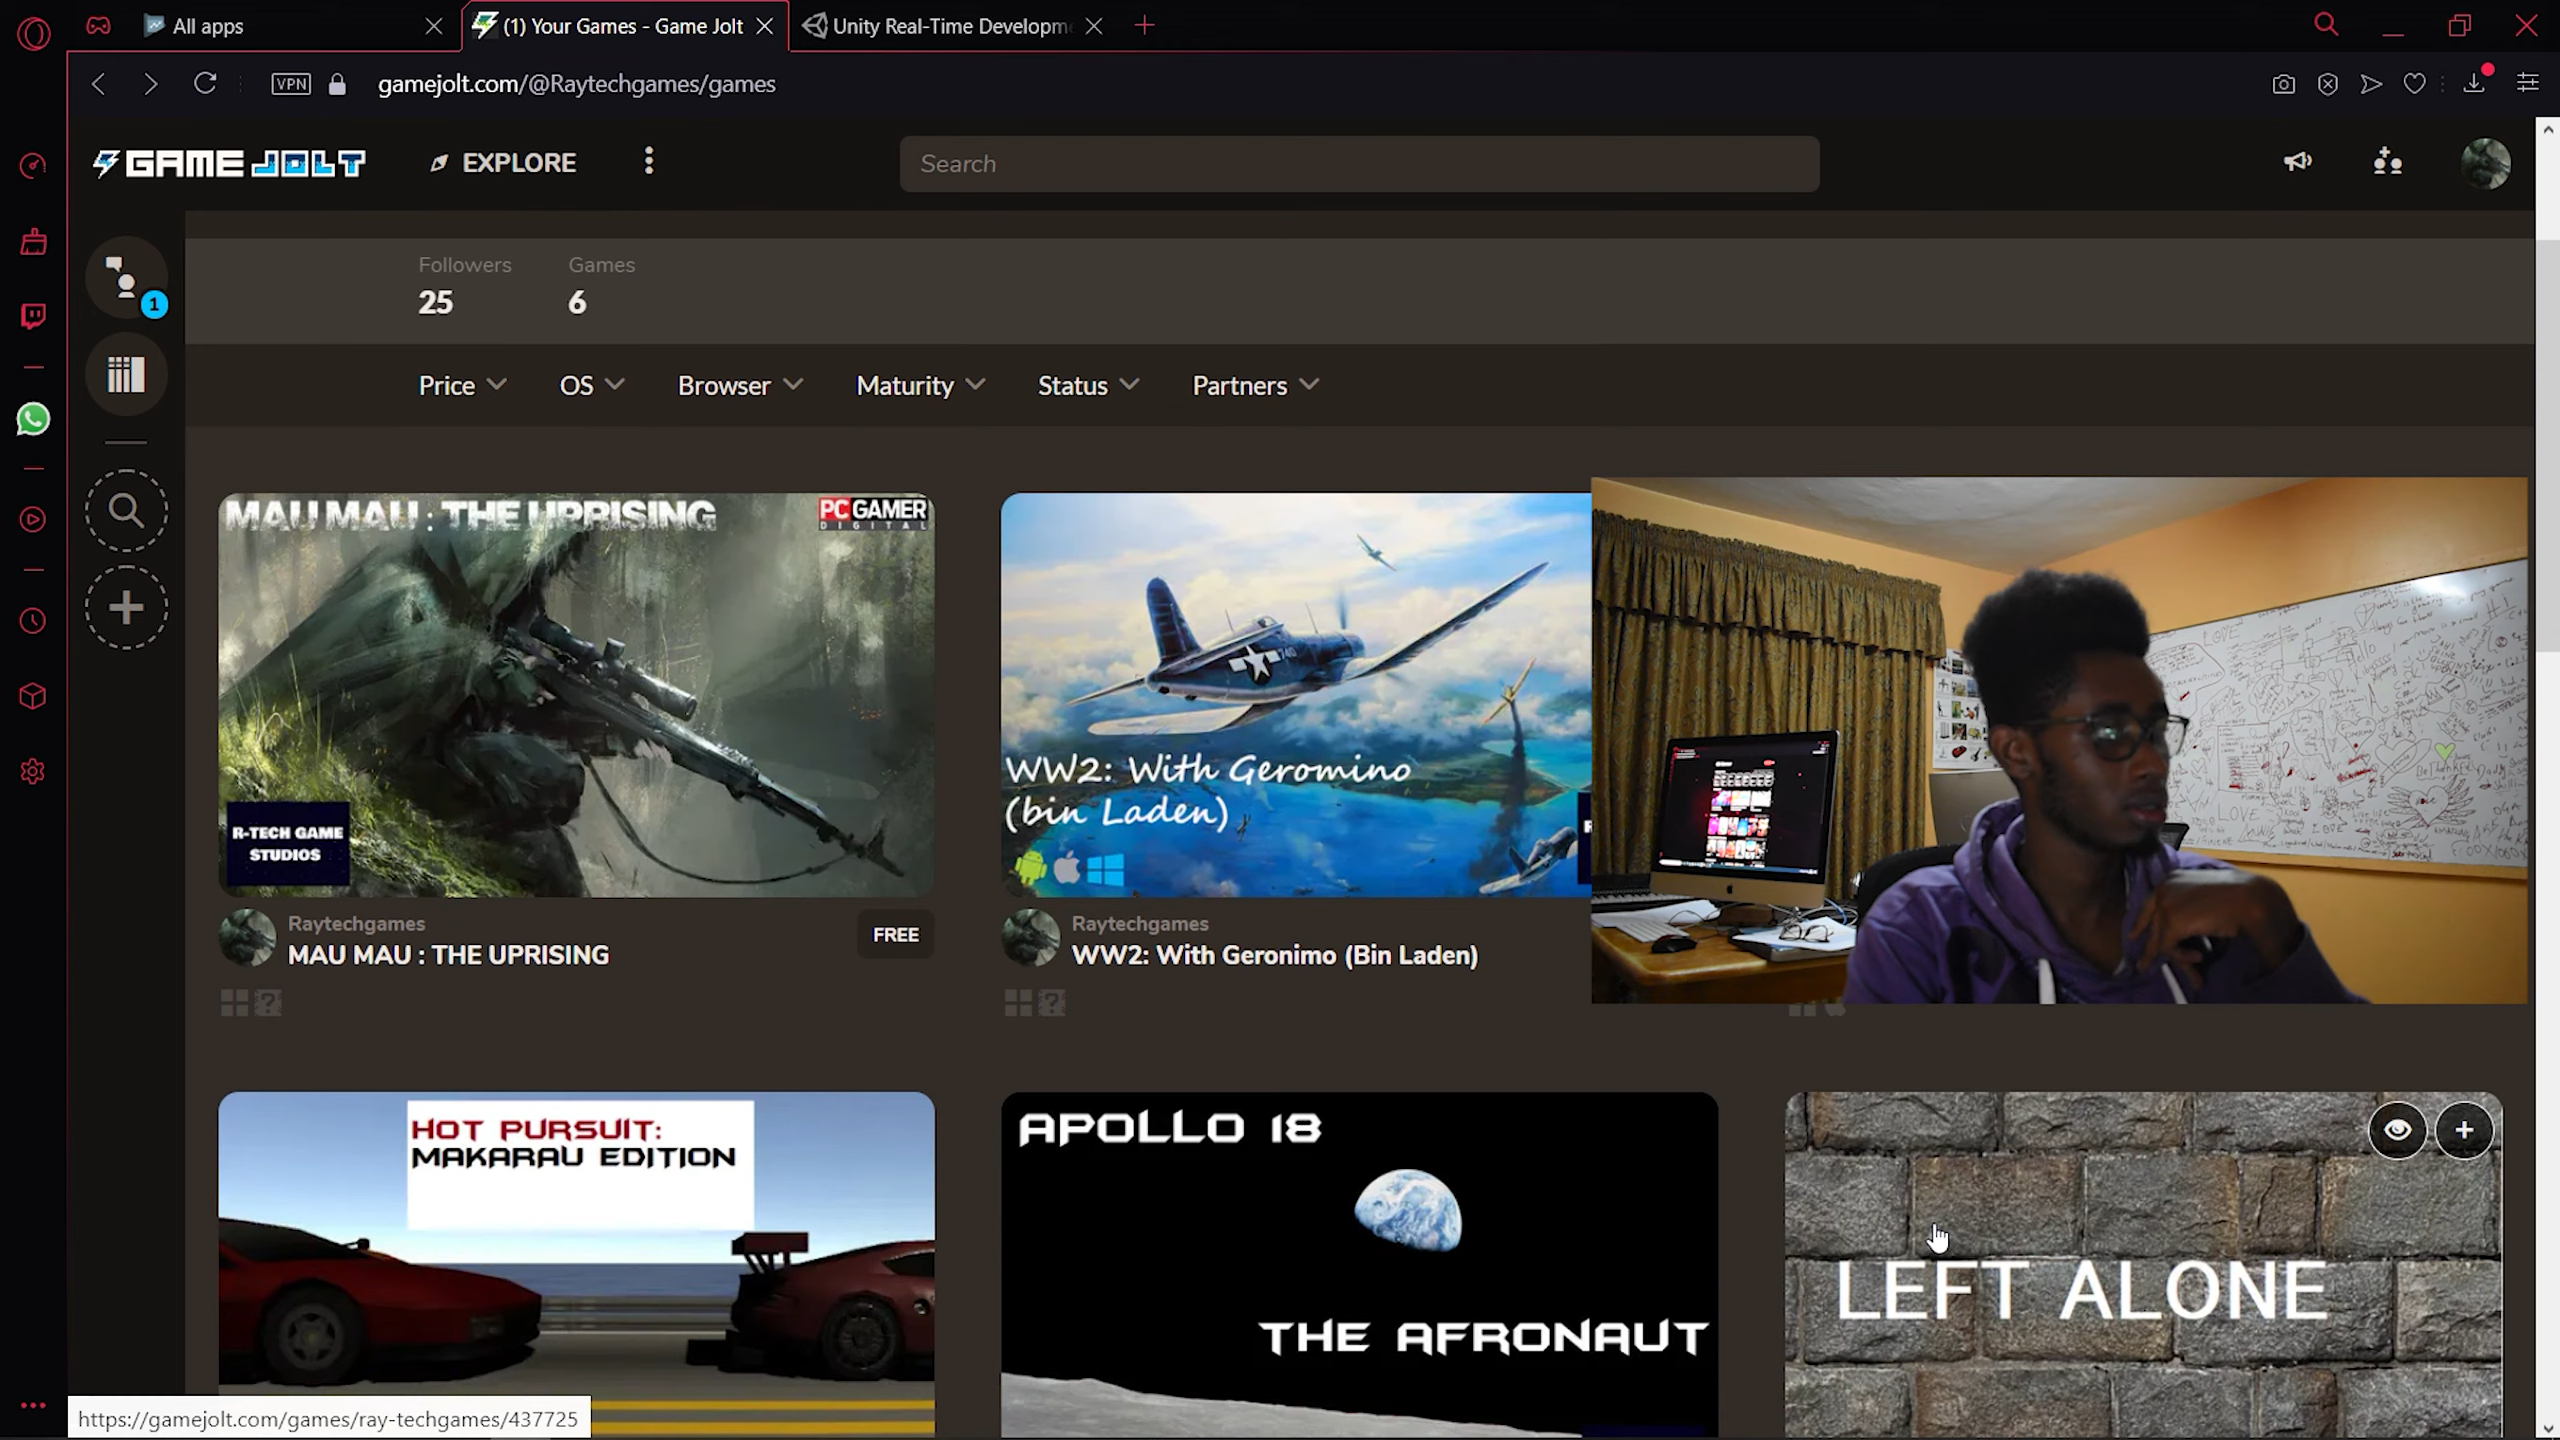 All apps
(1) Your Games - Game Jolt
Unity Real-Time Developm
VPN
gamejolt.com/@Raytechgames/games
GAME JOLT
EXPLORE
Search
1
Followers
25
Games
6
Price
OS
Browser
Maturity
Status
Partners
MAU MAU : THE UPRISING
PC GAMER
DIGITAL
R-TECH GAME
STUDIOS
WW2: With Geromino
(bin Laden)
Raytechgames
MAU MAU : THE UPRISING
FREE
Raytechgames
WW2: With Geronimo (Bin Laden)
HOT PURSUIT:
MAKARAU EDITION
APOLLO 18
THE AFRONAUT
LEFT ALONE
https://gamejolt.com/games/ray-techgames/437725